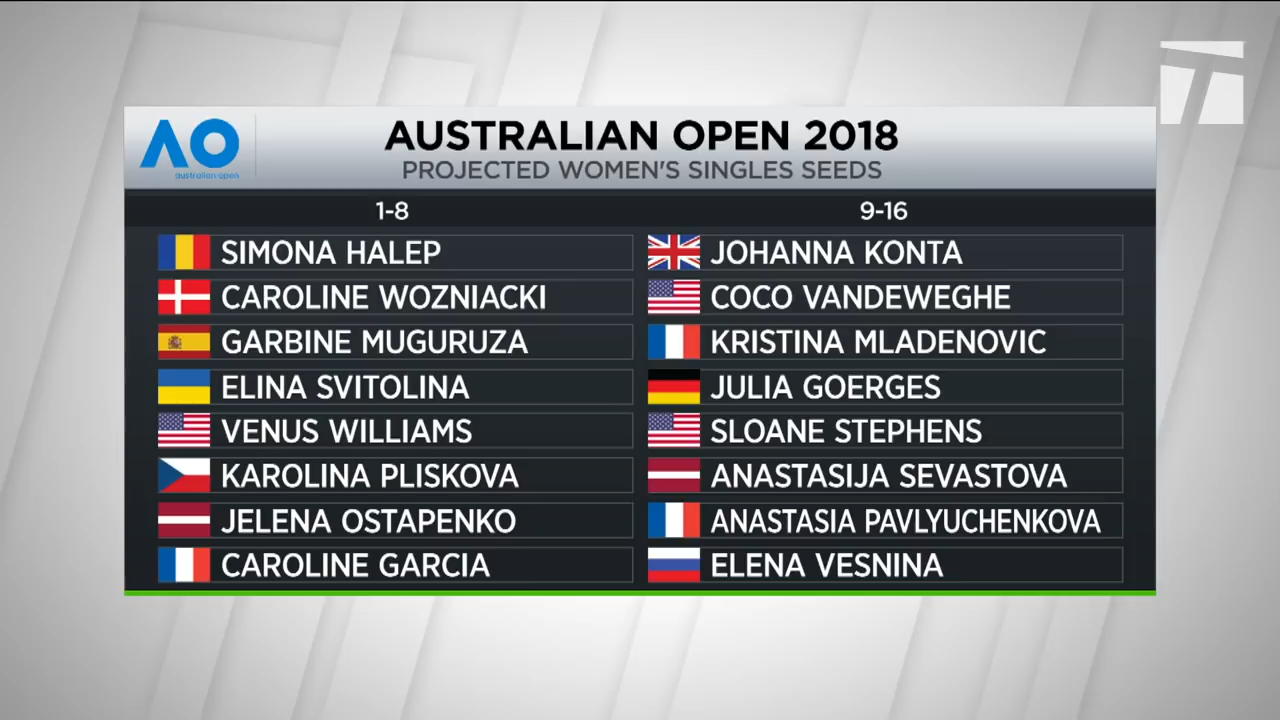 AO
australian open
AUSTRALIAN OPEN 2018
PROJECTED WOMEN'S SINGLES SEEDS
1-8
SIMONA HALEP
CAROLINE WOZNIACKI
GARBINE MUGURUZA
ELINA SVITOLINA
VENUS WILLIAMS
KAROLINA PLISKOVA
JELENA OSTAPENKO
CAROLINE GARCIA
9-16
JOHANNA KONTA
COCO VANDEWEGHE
KRISTINA MLADENOVIC
JULIA GOERGES
SLOANE STEPHENS
ANASTASIJA SEVASTOVA
ANASTASIA PAVLYUCHENKOVA
ELENA VESNINA